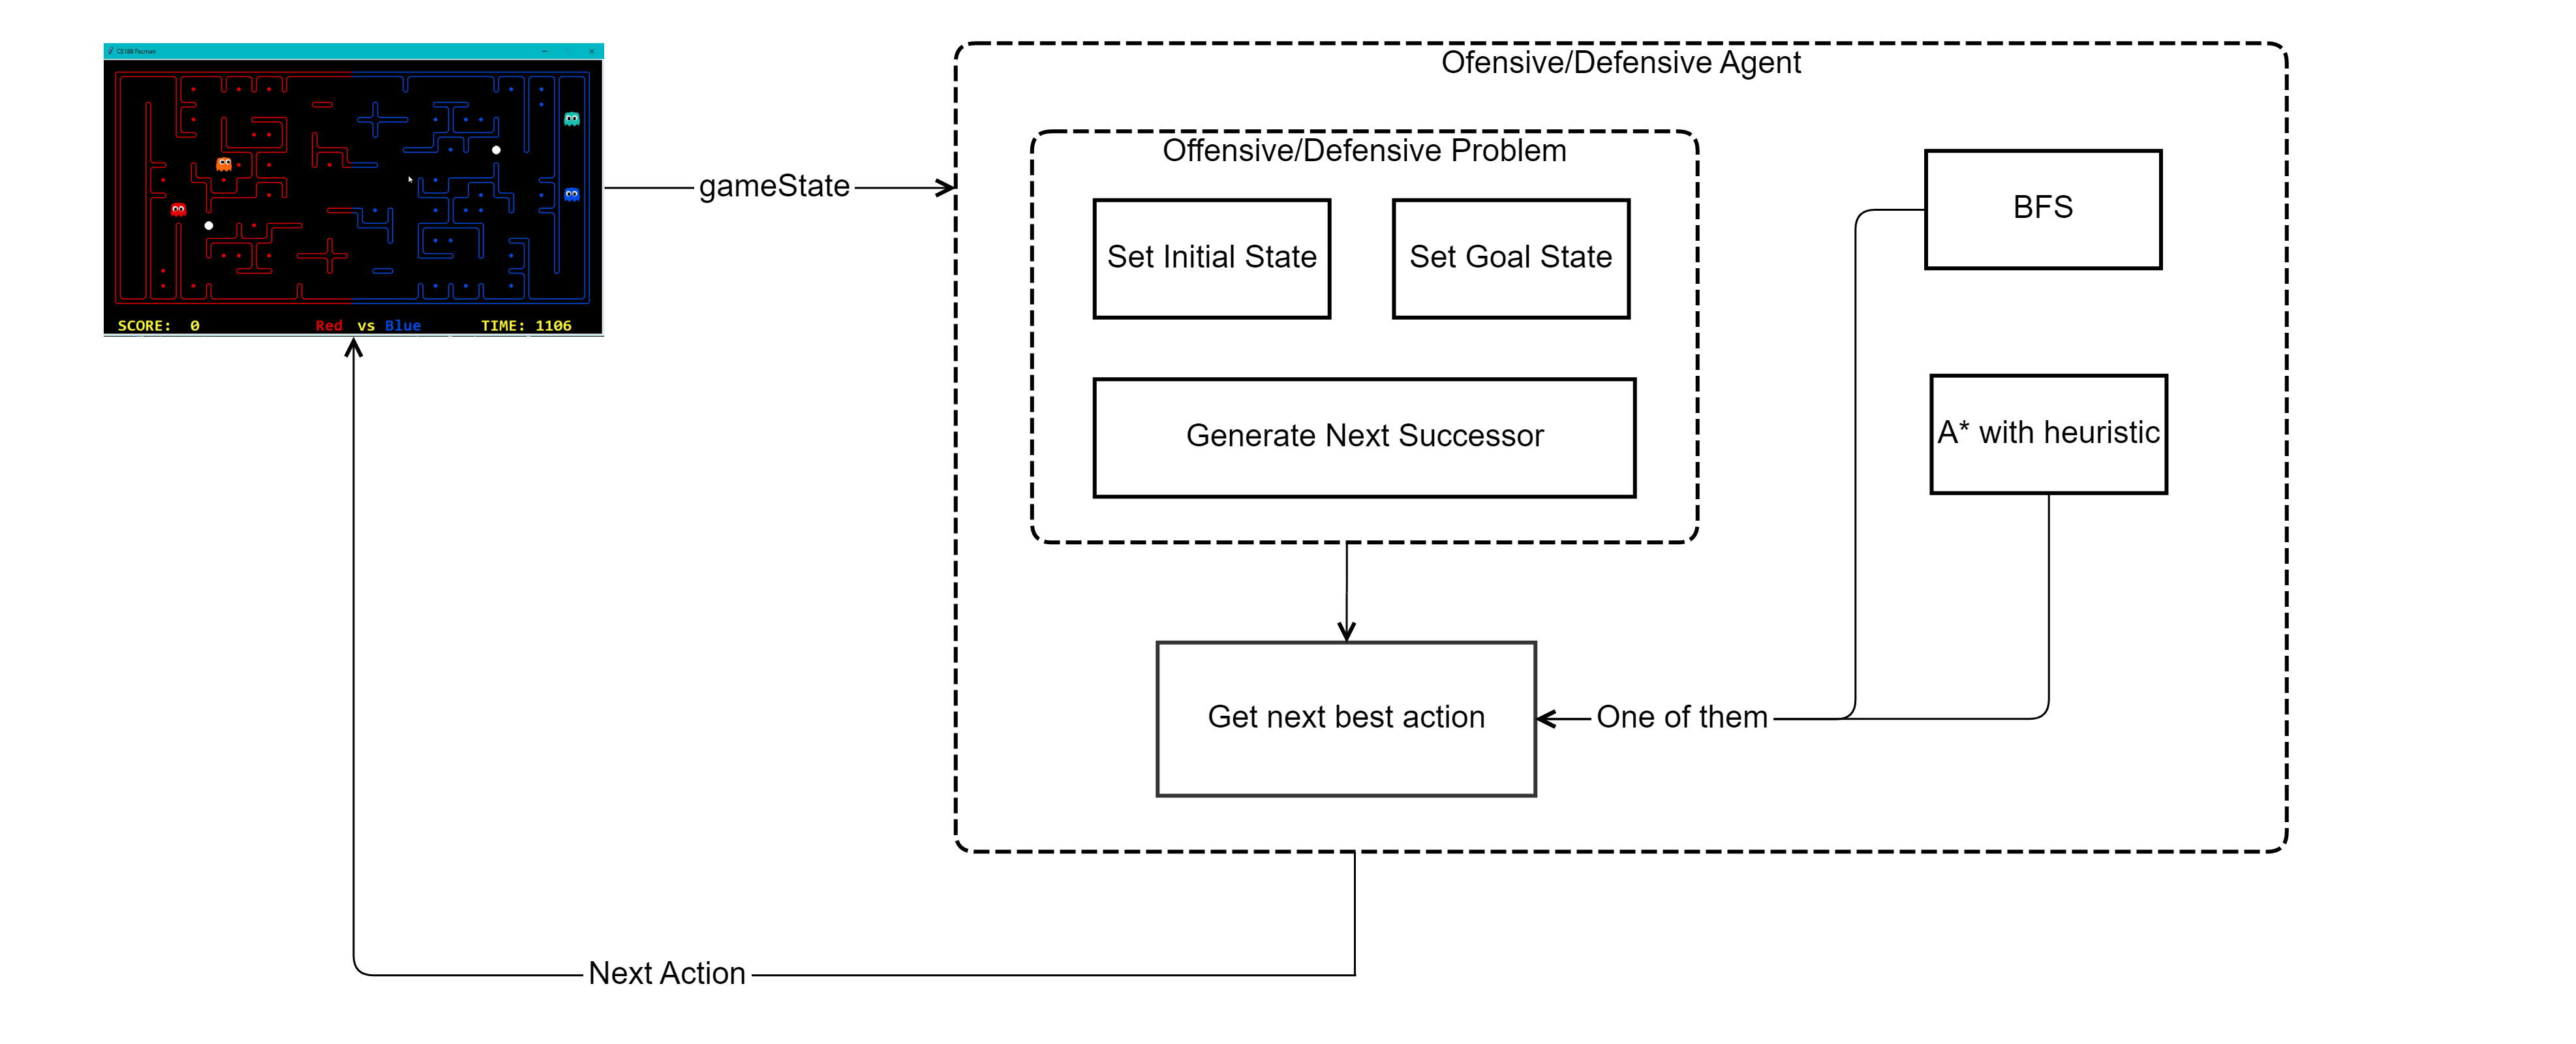 CS188 Pacman
SCORE: 0
Red vs Blue
TIME: 1106
gameState
Ofensive/Defensive Agent
Offensive/Defensive Problem
Set Initial State
Set Goal State
Generate Next Successor
BFS
A* with heuristic
Get next best action
One of them
Next Action